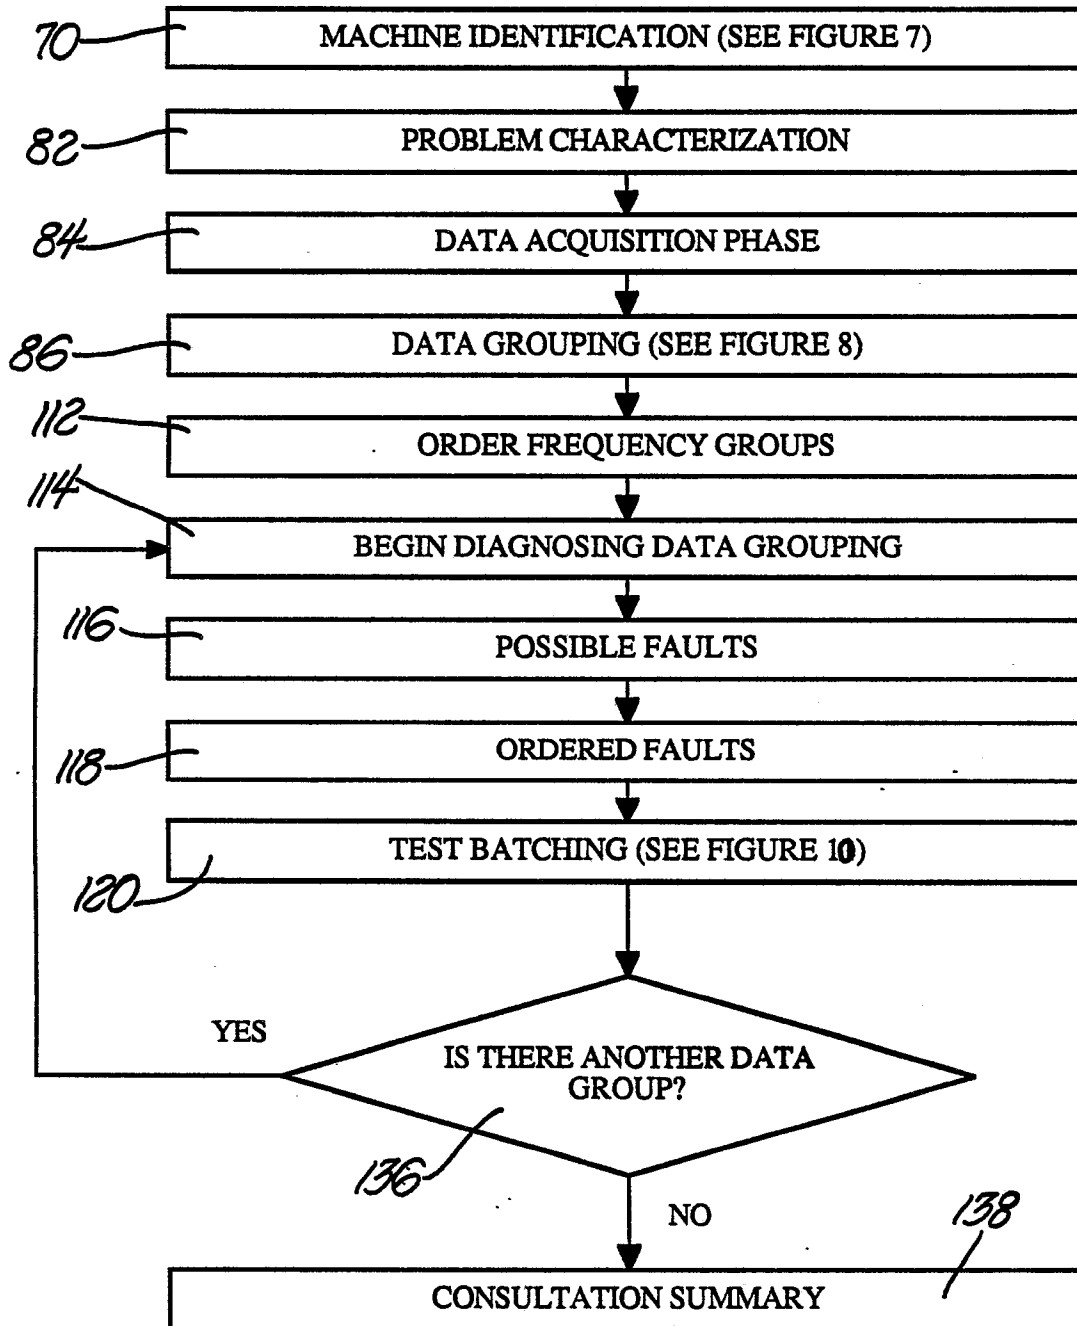 70
MACHINE IDENTIFICATION (SEE FIGURE 7)
82
PROBLEM CHARACTERIZATION
84
DATA ACQUISITION PHASE
86
DATA GROUPING (SEE FIGURE 8)
112
ORDER FREQUENCY GROUPS
114
BEGIN DIAGNOSING DATA GROUPING
116
POSSIBLE FAULTS
118
ORDERED FAULTS
TEST BATCHING (SEE FIGURE 10)
120
YES
IS THERE ANOTHER DATA
GROUP?
136
NO
138
CONSULTATION SUMMARY